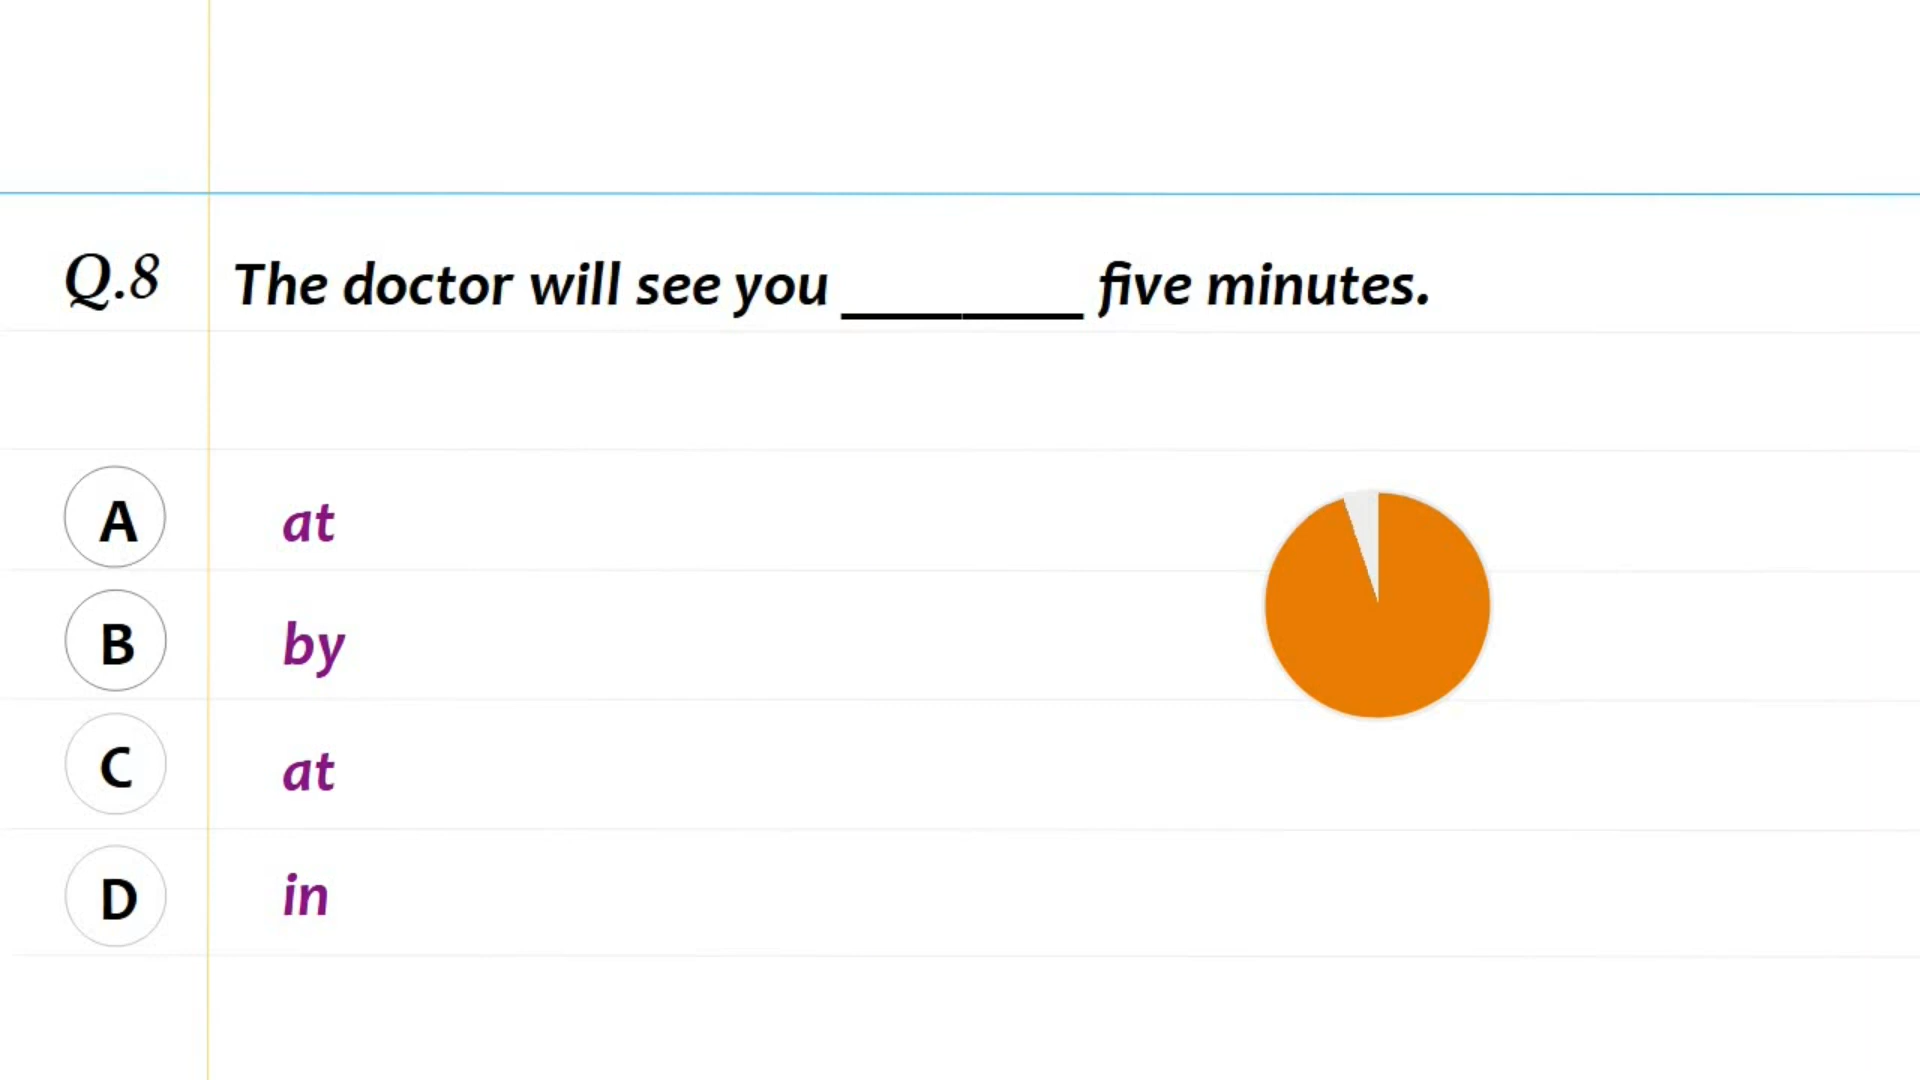 Q.8 The doctor will see you ________ five minutes.
A at
B by
C at
D in